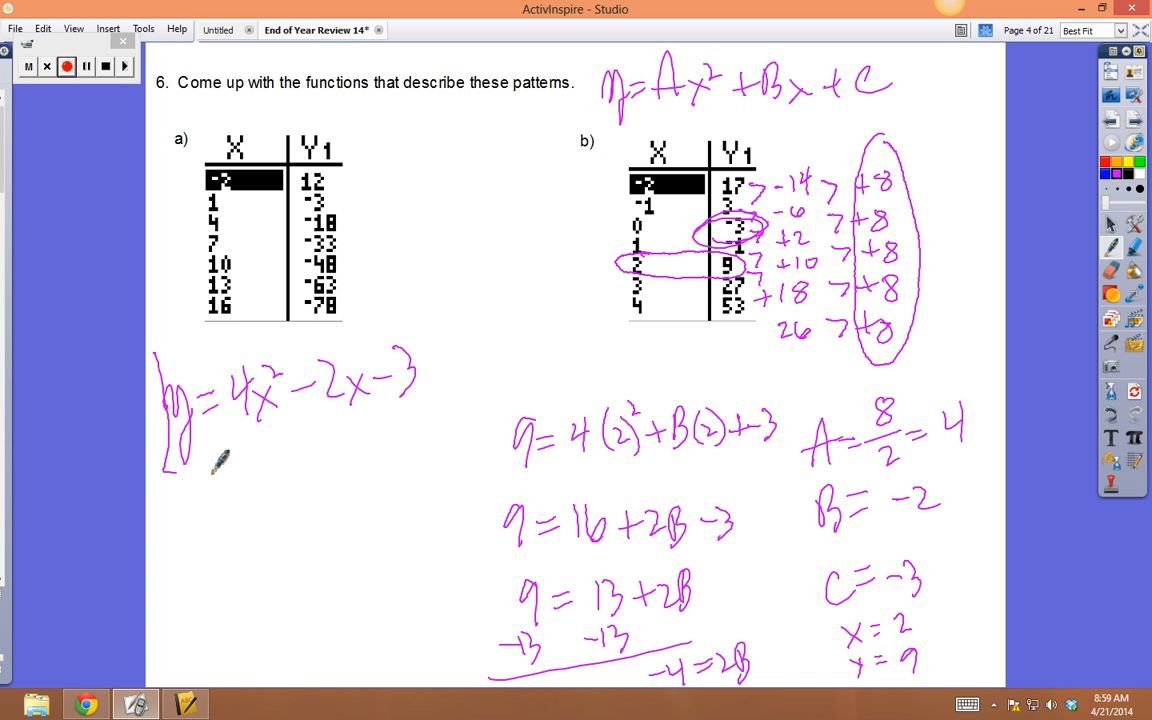 ActivInspire - Studio
File Edit View Insert Tools Help Untitled End of Year Review 14* Page 4 of 21 Best Fit
M
6. Come up with the functions that describe these patterns.
y = Ax² + Bx + C
a)
X Y1
-2 12
1 -3
4 -18
7 -33
10 -48
13 -63
16 -78
b)
X Y1
-2 17 > -14 > +8
-1 3 > -6 > +8
0 -3 > +2 > +8
1 -1 > +10 > +8
2 9 > +18 > +8
3 27 26
4 53
y = 4x² - 2x - 3
9 = 4(2)² + B(2) + -3
9 = 16 + 2B - 3
9 = 13 + 2B
-13 -13
-4 = 2B
A = 8/2 = 4
B = -2
C = -3
x = 2
y = 9
8:59 AM
4/21/2014